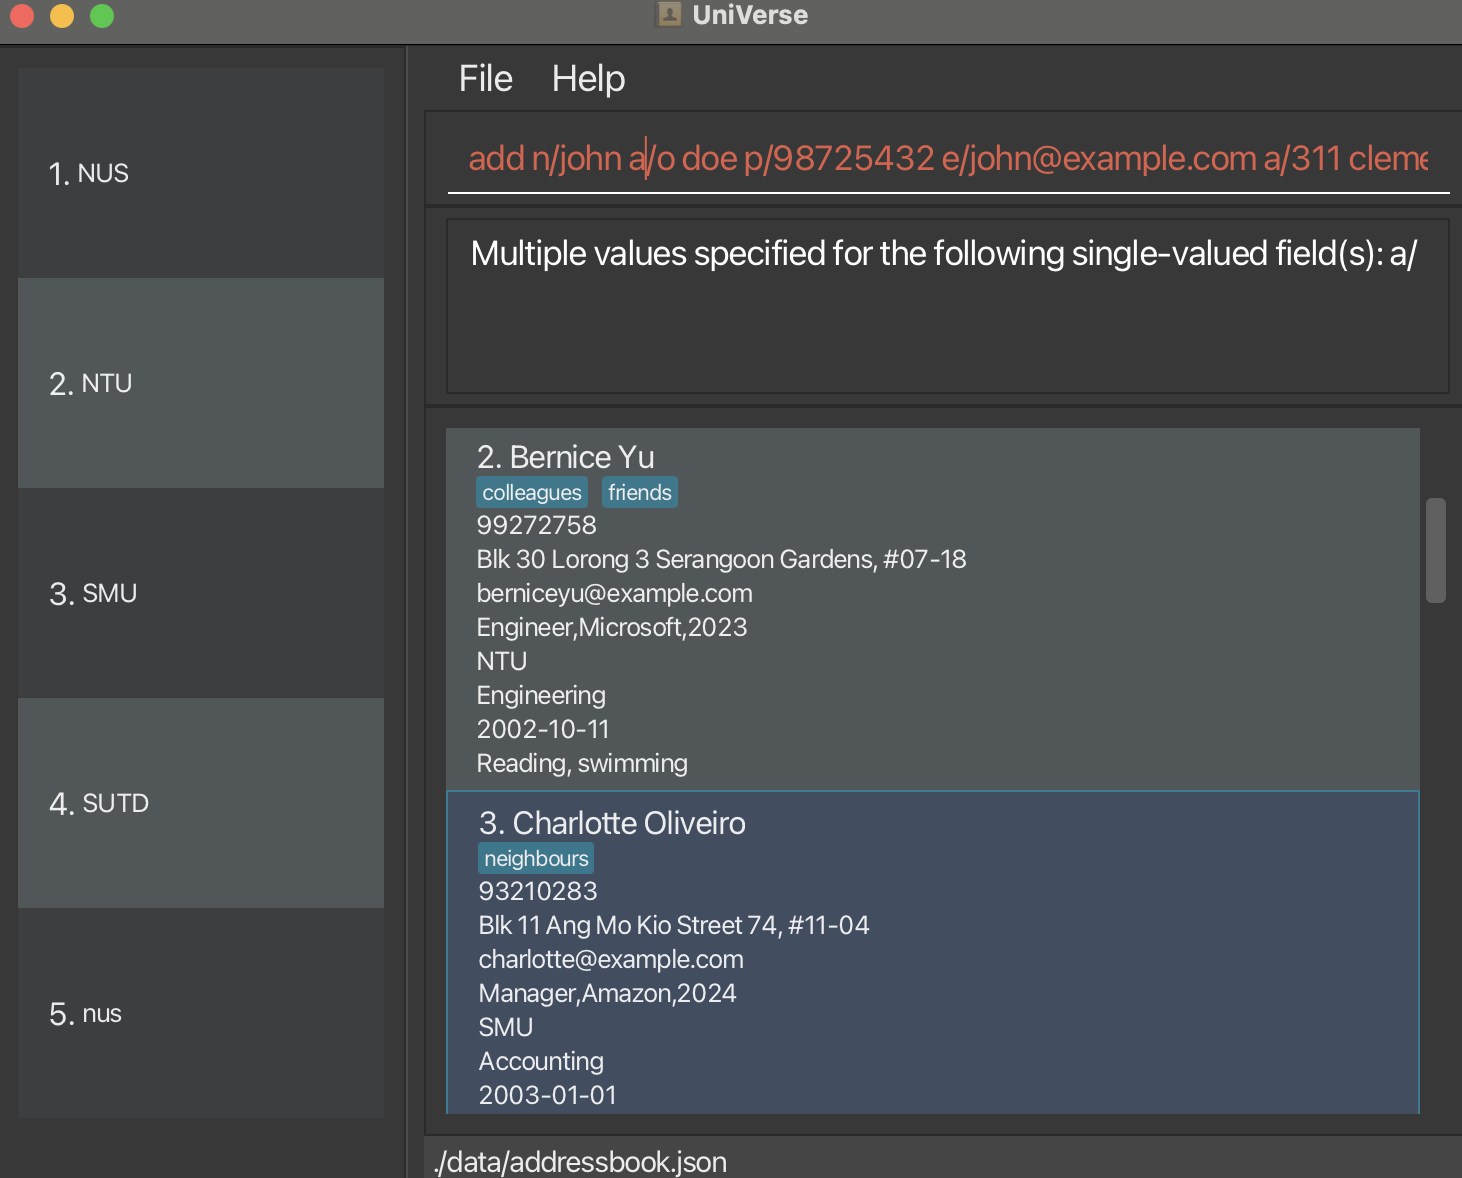 UniVerse
1. NUS
2. NTU
3. SMU
4. SUTD
5. nus
File Help
add n/john a/o doe p/98725432 e/john@example.com a/311 cleme
Multiple values specified for the following single-valued field(s): a/
2. Bernice Yu
colleagues friends
99272758
Blk 30 Lorong 3 Serangoon Gardens, #07-18
berniceyu@example.com
Engineer,Microsoft,2023
NTU
Engineering
2002-10-11
Reading, swimming
3. Charlotte Oliveiro
neighbours
93210283
Blk 11 Ang Mo Kio Street 74, #11-04
charlotte@example.com
Manager,Amazon,2024
SMU
Accounting
2003-01-01
./data/addressbook.json